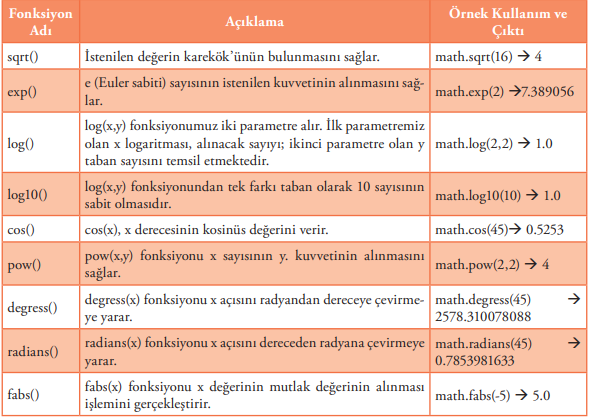 Fonksiyon Adı | Açıklama | Örnek Kullanım ve Çıktı
sqrt() | İstenilen değerin karekök’ünün bulunmasını sağlar. | math.sqrt(16) → 4
exp() | e (Euler sabiti) sayısının istenilen kuvvetinin alınmasını sağ-
lar. | math.exp(2) →7.389056
log() | log(x,y) fonksiyonumuz iki parametre alır. İlk parametremiz
olan x logaritması, alınacak sayıyı; ikinci parametre olan y
taban sayısını temsil etmektedir. | math.log(2,2) → 1.0
log10() | log(x,y) fonksiyonundan tek farkı taban olarak 10 sayısının
sabit olmasıdır. | math.log10(10) → 1.0
cos() | cos(x), x derecesinin kosinüs değerini verir. | math.cos(45)→ 0.5253
pow() | pow(x,y) fonksiyonu x sayısının y. kuvvetinin alınmasını
sağlar. | math.pow(2,2) → 4
degress() | degress(x) fonksiyonu x açısını radyandan dereceye çevirme-
ye yarar. | math.degress(45) →
2578.310078088
radians() | radians(x) fonksiyonu x açısını dereceden radyana çevirmeye
yarar. | math.radians(45) →
0.7853981633
fabs() | fabs(x) fonksiyonu x değerinin mutlak değerinin alınması
işlemini gerçekleştirir. | math.fabs(-5) → 5.0